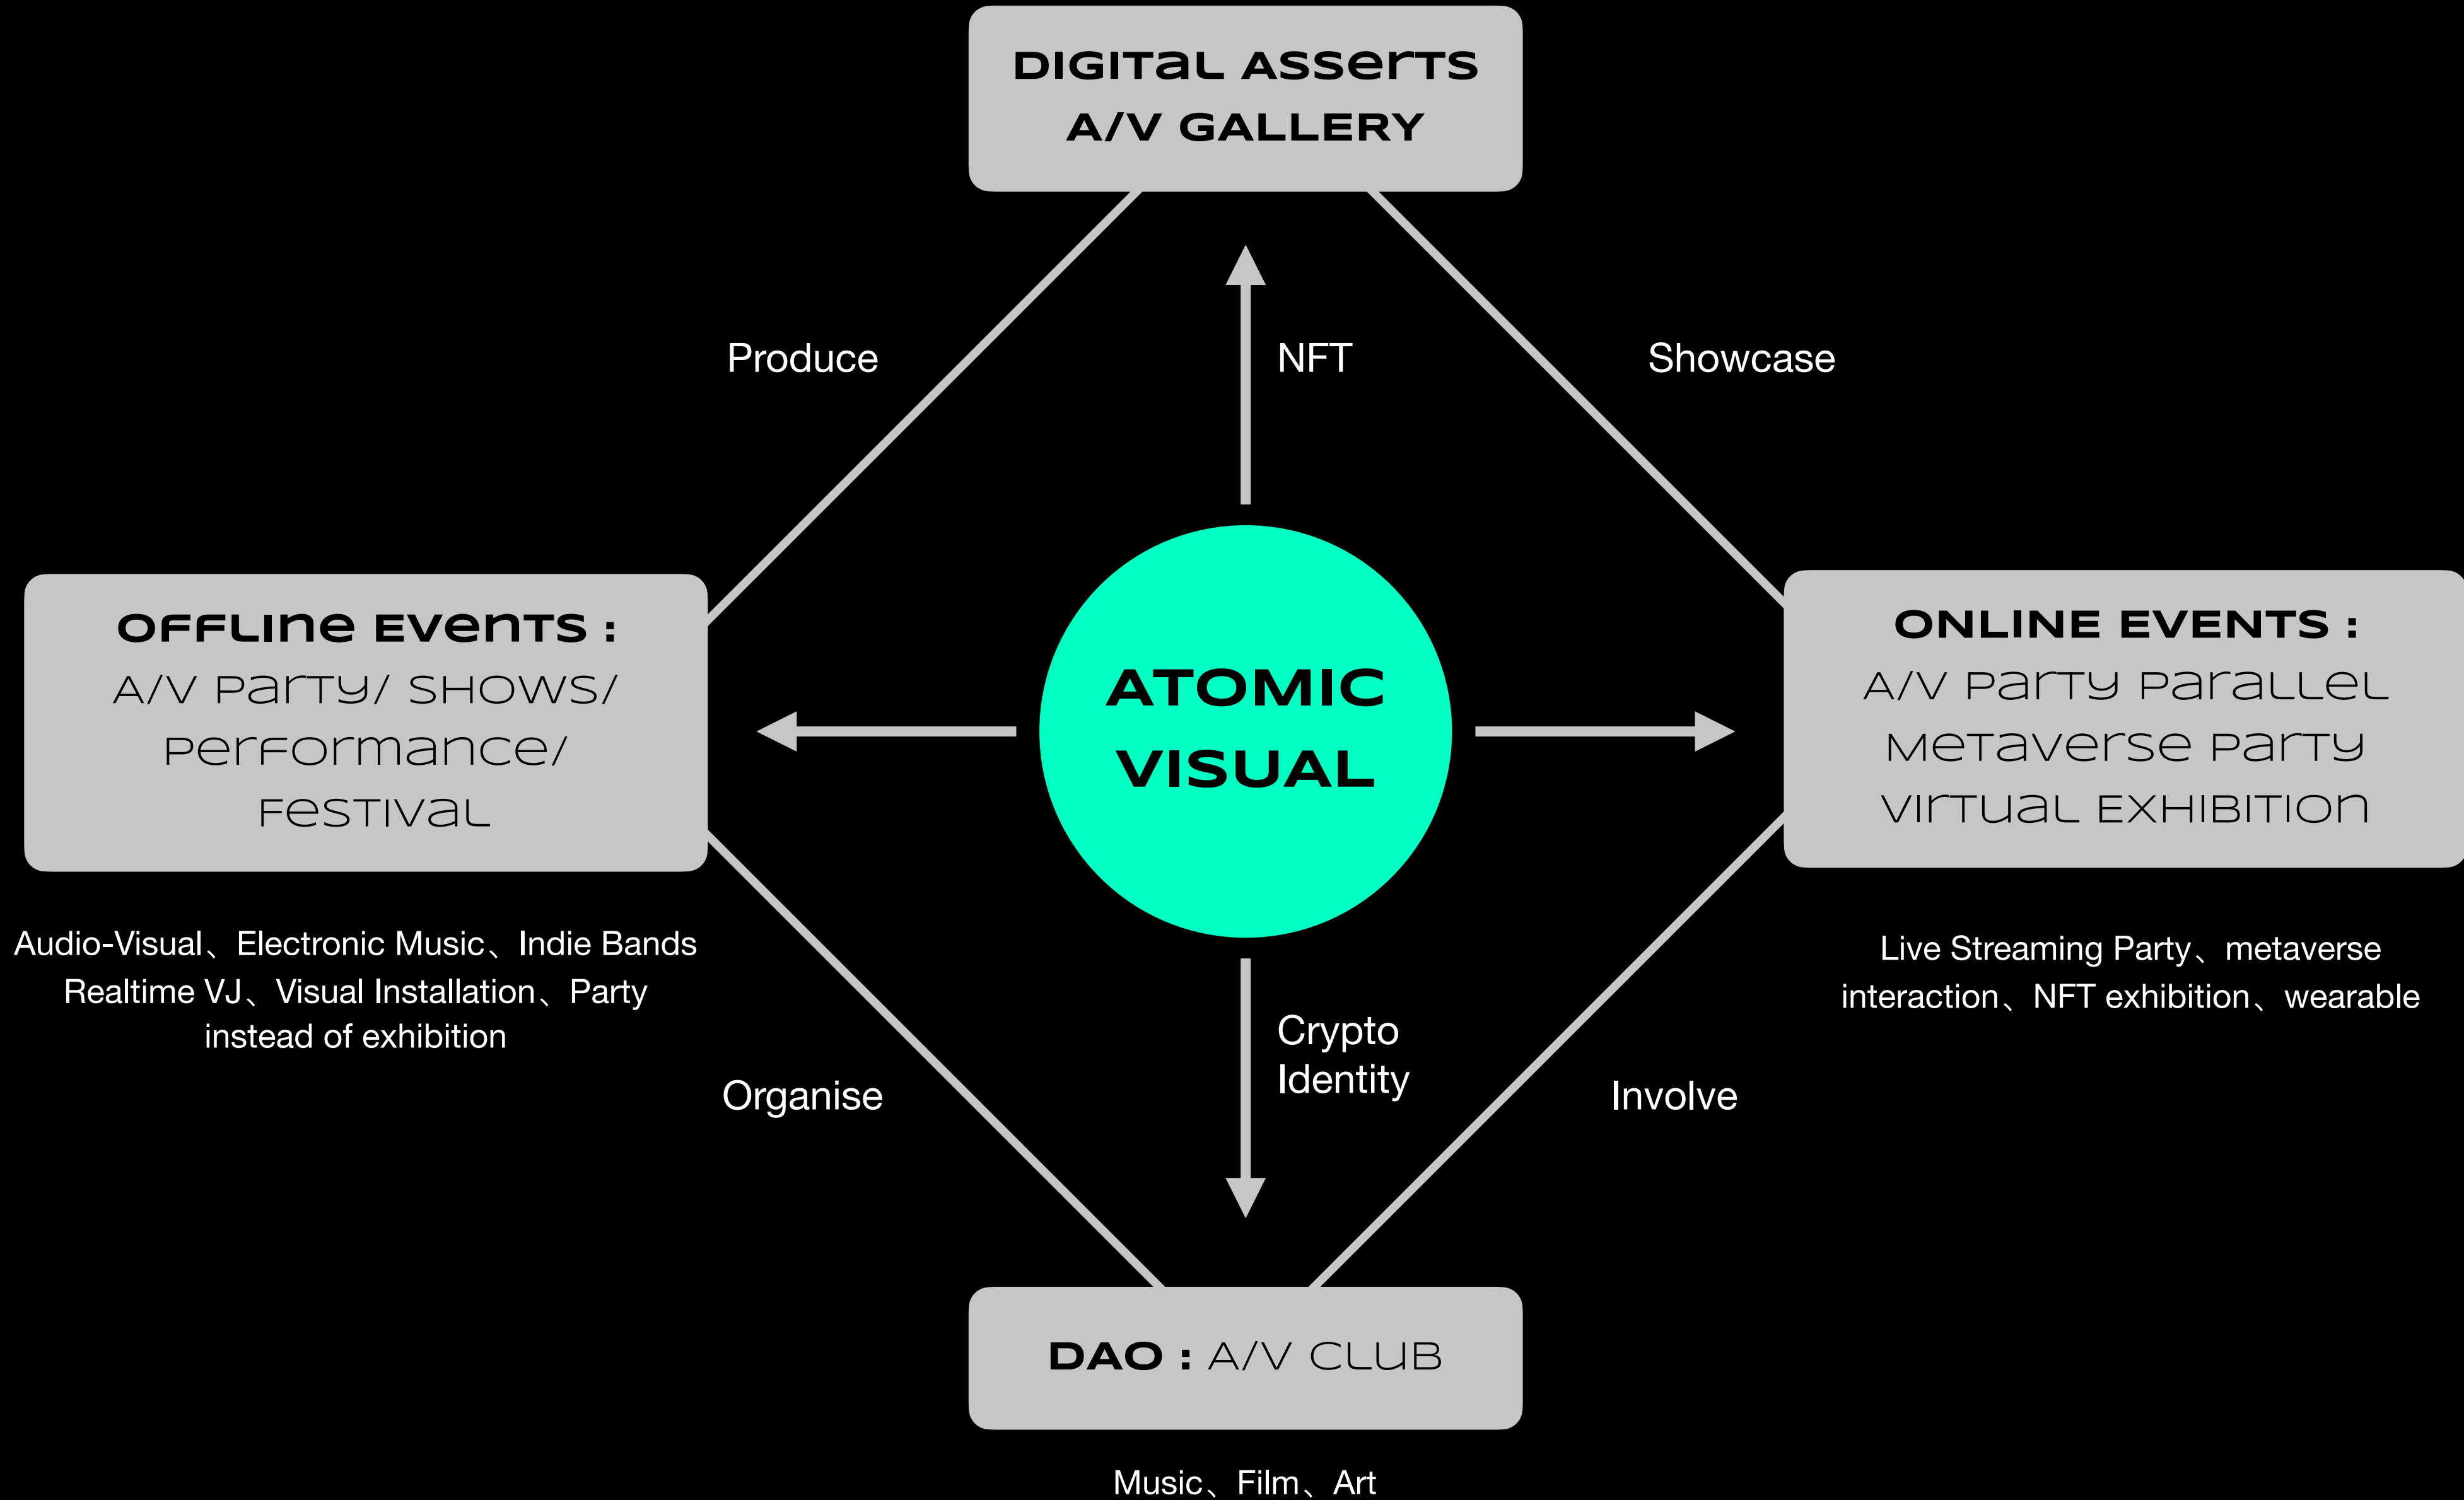 DIGITaL ASSerTS
A/V GALLERY
Produce
NFT
Showcase
OFFLIne EVenTS :
A/V ParTy/ SHOWS/
PerFormance/
FeSTIVaL
ATOMIC
VISUAL
ONLINE EVENTS :
A/V ParTy ParaLLeL
MeTaVerse ParTy
VIrTuaL EXHIBITIOn
Audio-Visual、Electronic Music、Indie Bands
Realtime VJ、Visual Installation、Party
instead of exhibition
Live Streaming Party、metaverse
interaction、NFT exhibition、wearable
Crypto
Identity
Organise
Involve
DAO : A/V CLuB
Music、Film、Art